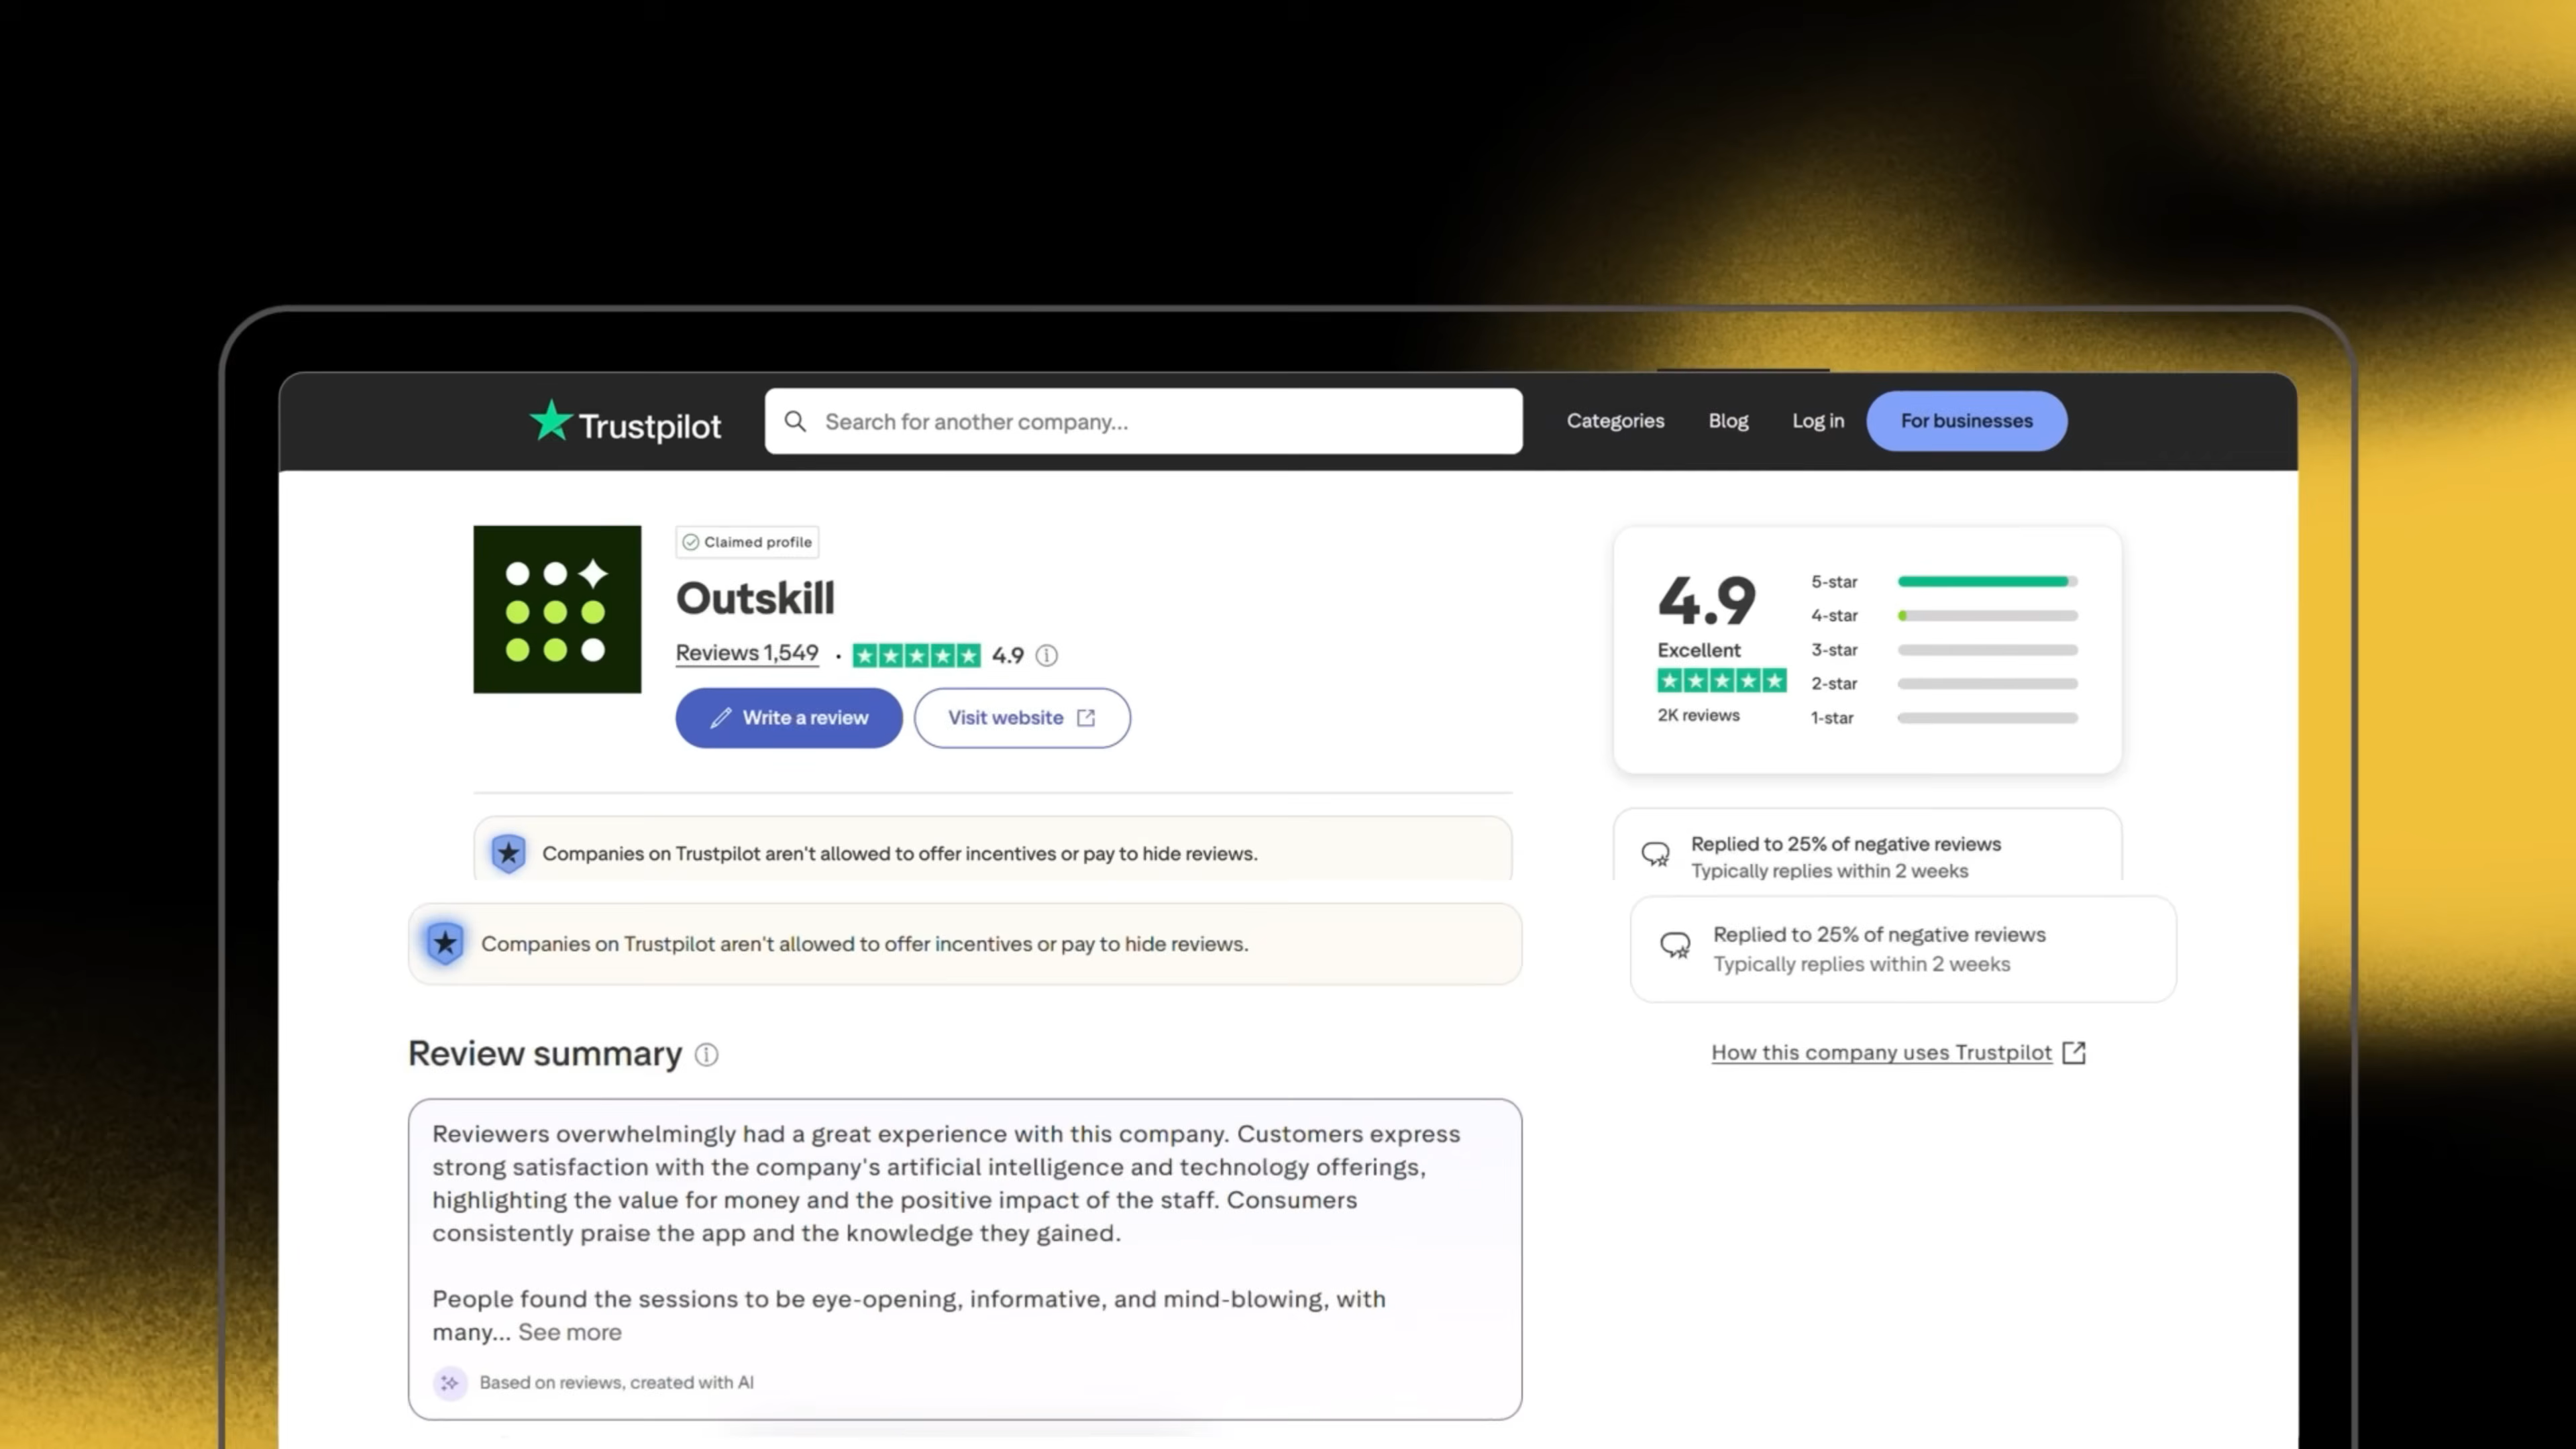 Trustpilot
Search for another company...
Categories
Blog
Log in
For businesses
Claimed profile
Outskill
Reviews 1,549 · 4.9
Write a review
Visit website
4.9
Excellent
2K reviews
5-star
4-star
3-star
2-star
1-star
Companies on Trustpilot aren't allowed to offer incentives or pay to hide reviews.
Replied to 25% of negative reviews
Typically replies within 2 weeks
Companies on Trustpilot aren't allowed to offer incentives or pay to hide reviews.
Replied to 25% of negative reviews
Typically replies within 2 weeks
Review summary
How this company uses Trustpilot
Reviewers overwhelmingly had a great experience with this company. Customers express
strong satisfaction with the company's artificial intelligence and technology offerings,
highlighting the value for money and the positive impact of the staff. Consumers
consistently praise the app and the knowledge they gained.
People found the sessions to be eye-opening, informative, and mind-blowing, with
many... See more
Based on reviews, created with AI